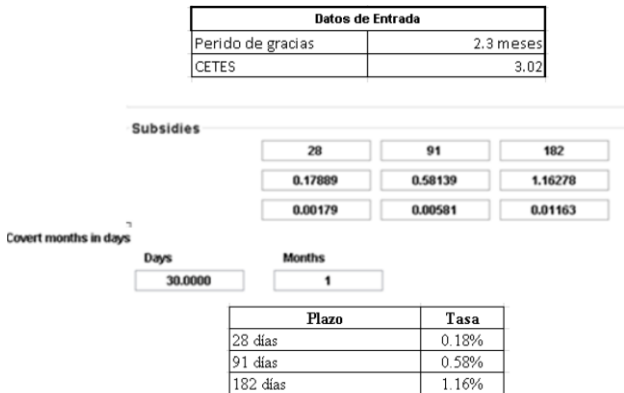 Datos de Entrada
Perido de gracias 2.3 meses
CETES 3.02
Subsidies
28 91 182
0.17889 0.58139 1.16278
0.00179 0.00581 0.01163
Covert months in days
Days Months
30.0000 1
Plazo Tasa
28 días 0.18%
91 días 0.58%
182 días 1.16%